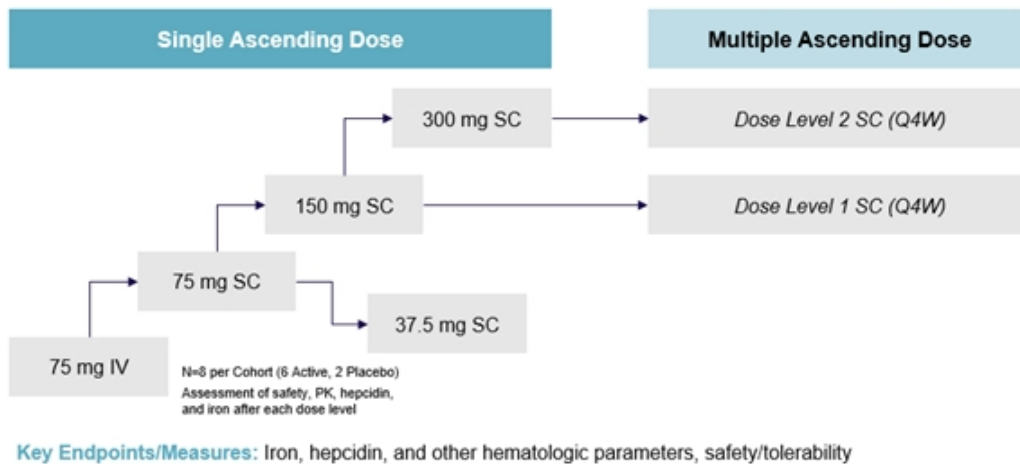 Single Ascending Dose
Multiple Ascending Dose
300 mg SC
Dose Level 2 SC (Q4W)
150 mg SC
Dose Level 1 SC (Q4W)
75 mg SC
37.5 mg SC
75 mg IV
N=8 per Cohort (6 Active, 2 Placebo)
Assessment of safety, PK, hepcidin,
and iron after each dose level
Key Endpoints/Measures: Iron, hepcidin, and other hematologic parameters, safety/tolerability